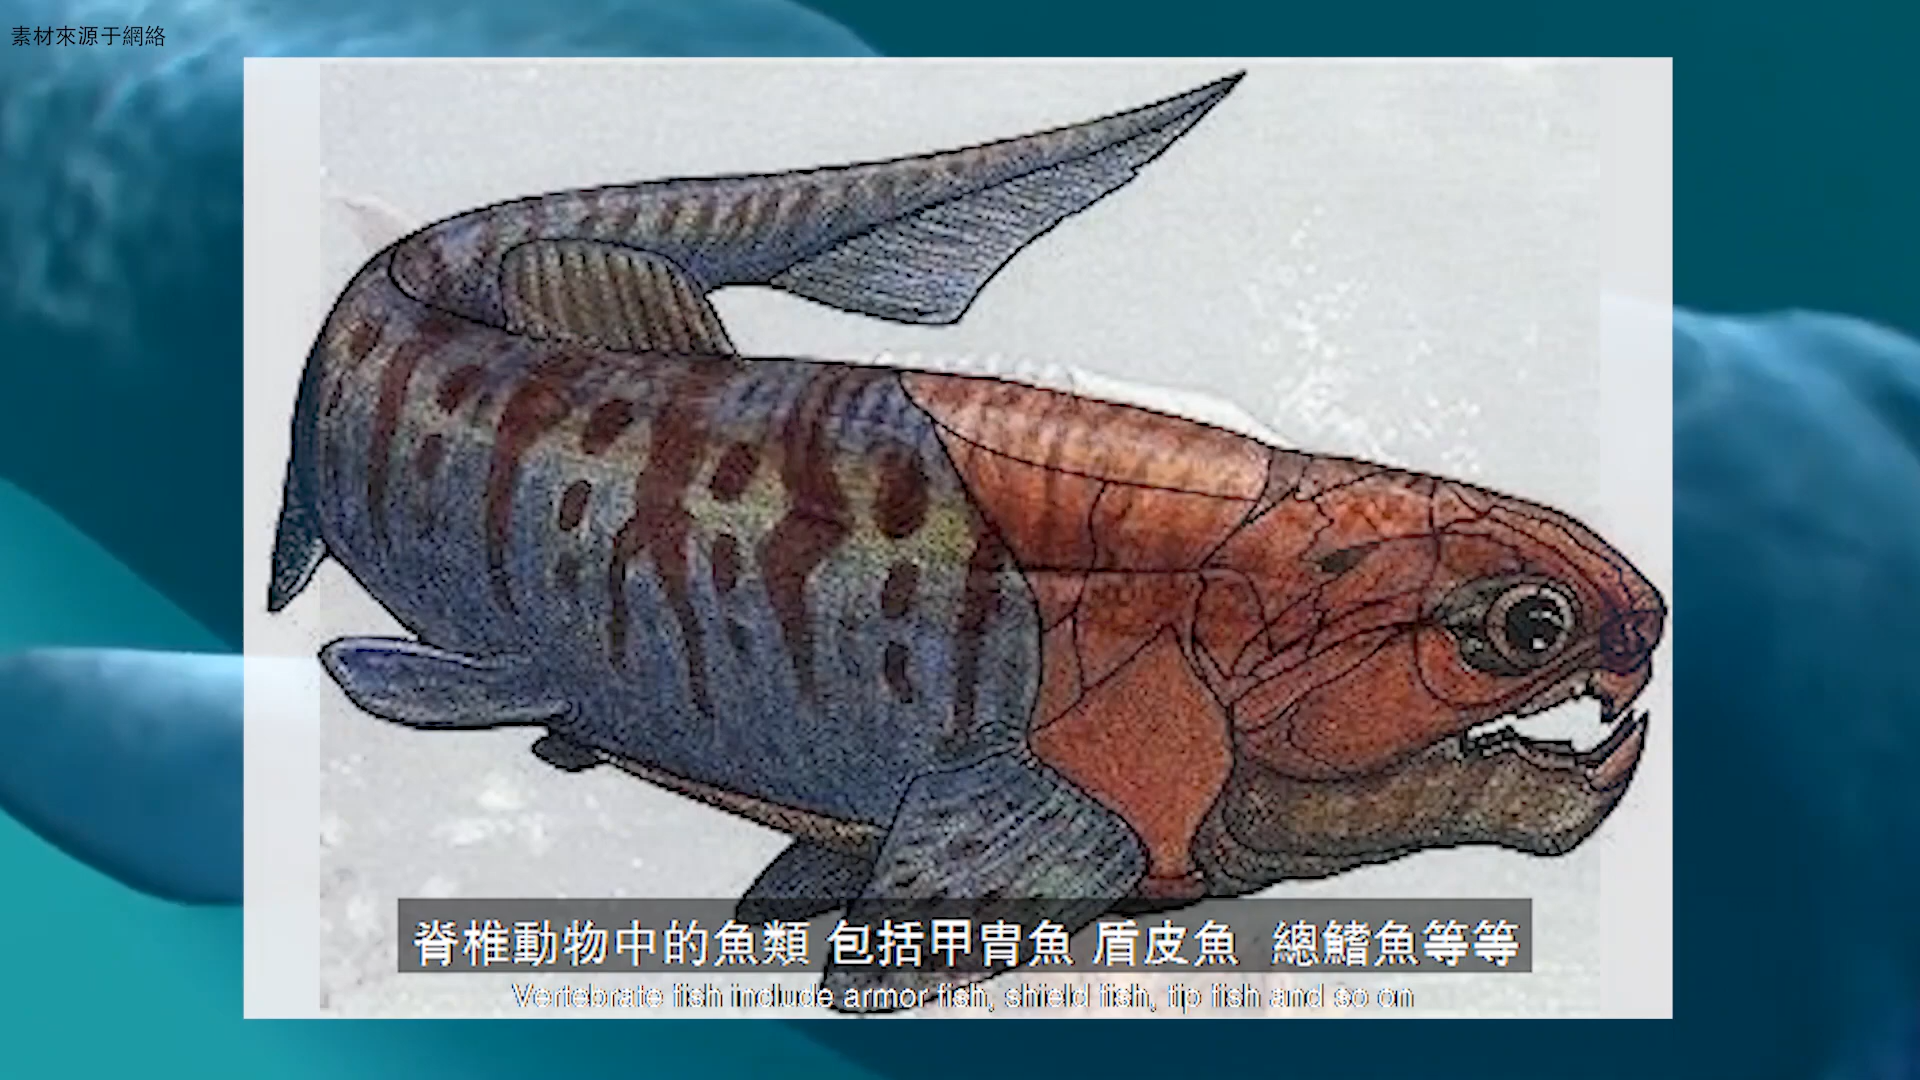 素材來源于網絡
脊椎動物中的魚類 包括甲胄魚 盾皮魚 總鰭魚等等
Vertebrate fish include armor fish, shield fish, tip fish and so on